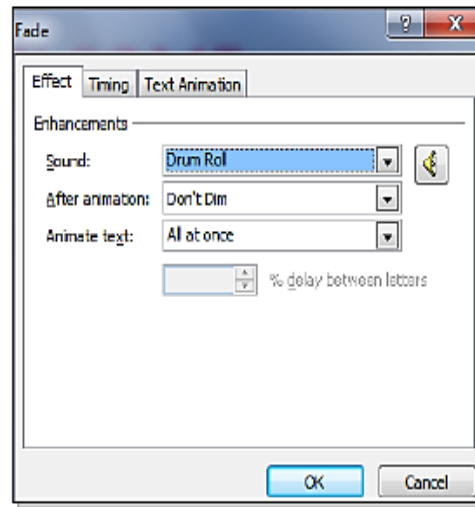 Fade
Effect Timing Text Animation
Enhancements
Sound: Drum Roll
After animation: Don't Dim
Animate text: All at once
% delay between letters
OK Cancel